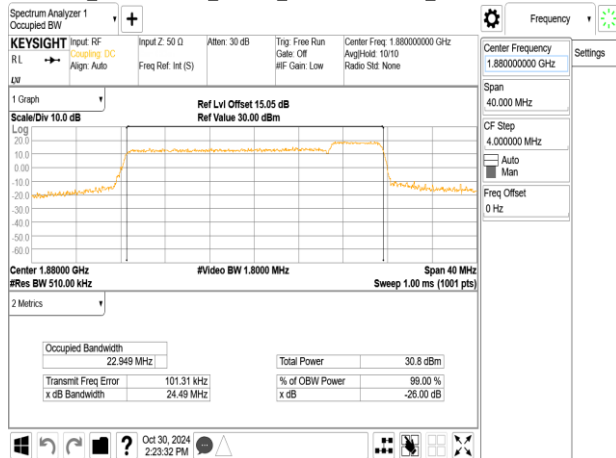 Spectrum Analyzer 1
Occupied BW
+
Frequency
KEYSIGHT
RL
LXI
Input: RF
Coupling: DC
Align: Auto
Input Z: 50 Ω
Freq Ref: Int (S)
Atten: 30 dB
Trig: Free Run
Gate: Off
#IF Gain: Low
Center Freq: 1.880000000 GHz
Avg|Hold: 10/10
Radio Std: None
Center Frequency
1.880000000 GHz
Settings
Span
40.000 MHz
CF Step
4.000000 MHz
Auto
Man
Freq Offset
0 Hz
1 Graph
Scale/Div 10.0 dB
Ref Lvl Offset 15.05 dB
Ref Value 30.00 dBm
Log
20.0
10.0
0.00
-10.0
-20.0
-30.0
-40.0
-50.0
-60.0
Center 1.88000 GHz
#Video BW 1.8000 MHz
Span 40 MHz
#Res BW 510.00 kHz
Sweep 1.00 ms (1001 pts)
2 Metrics
Occupied Bandwidth
22.949 MHz
Total Power 30.8 dBm
Transmit Freq Error 101.31 kHz
% of OBW Power 99.00 %
x dB Bandwidth 24.49 MHz
x dB -26.00 dB
?
Oct 30, 2024
2:23:32 PM